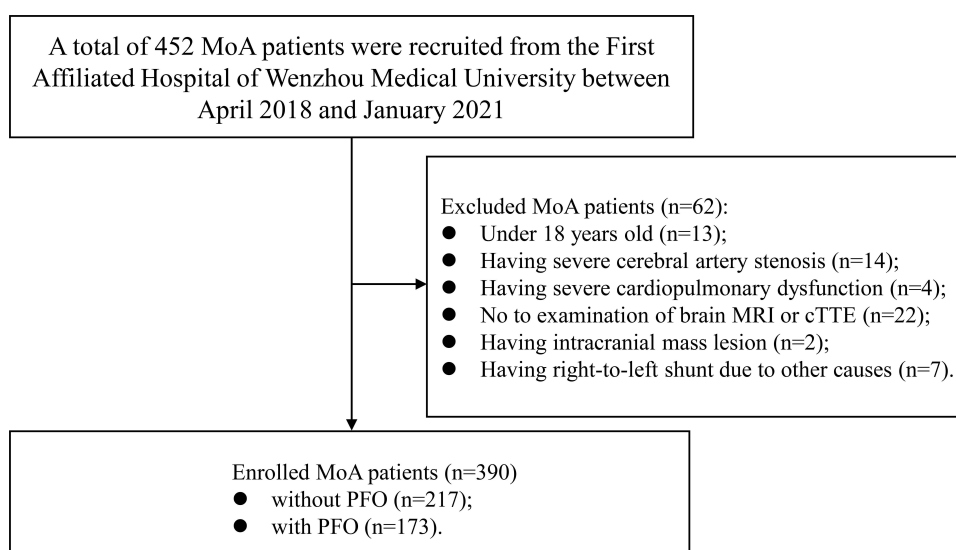 A total of 452 MoA patients were recruited from the First
Affiliated Hospital of Wenzhou Medical University between
April 2018 and January 2021
Excluded MoA patients (n=62):
● Under 18 years old (n=13);
● Having severe cerebral artery stenosis (n=14);
● Having severe cardiopulmonary dysfunction (n=4);
● No to examination of brain MRI or cTTE (n=22);
● Having intracranial mass lesion (n=2);
● Having right-to-left shunt due to other causes (n=7).
Enrolled MoA patients (n=390)
● without PFO (n=217);
● with PFO (n=173).